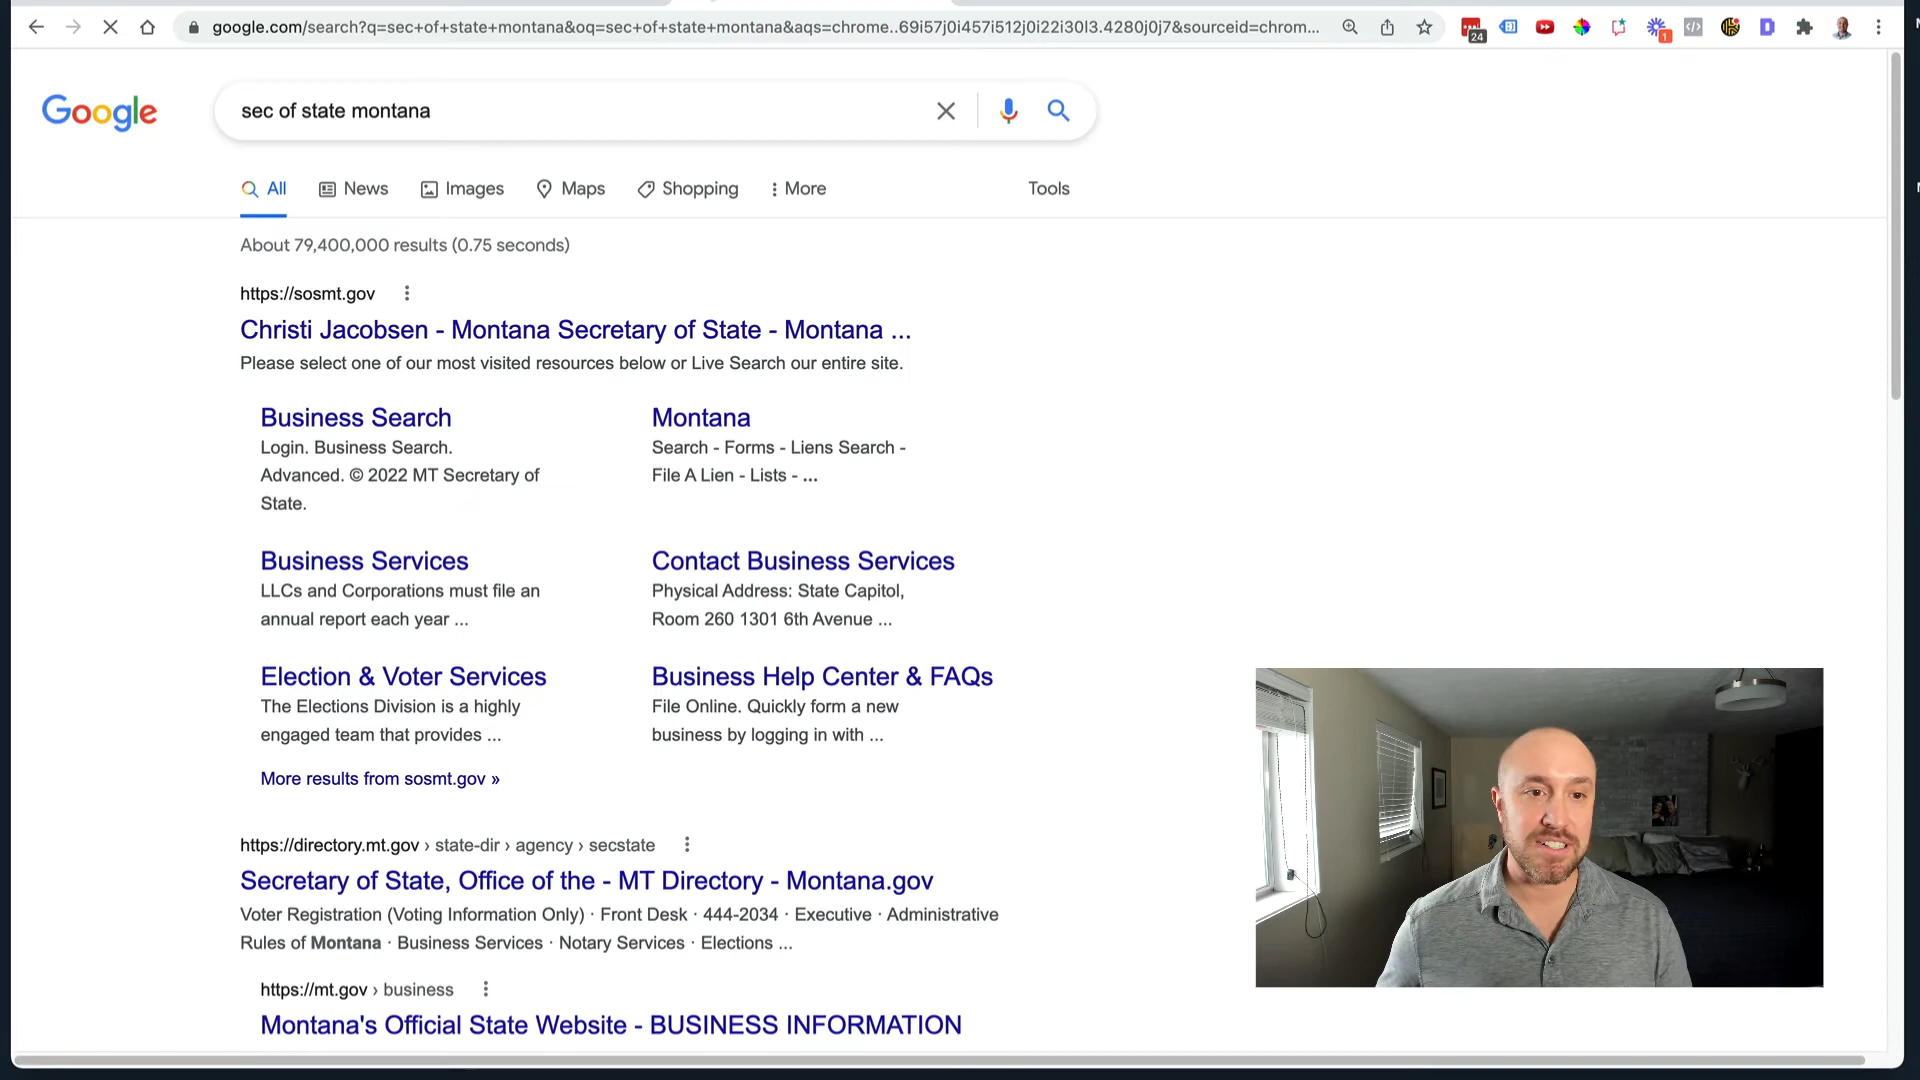 google.com/search?q=sec+of+state+montana&oq=sec+of+state+montana&aqs=chrome..69i57j0i457i512j0i22i30l3.4280j0j7&sourceid=chrom...
24
1
Google
sec of state montana
All
News
Images
Maps
Shopping
More
Tools
About 79,400,000 results (0.75 seconds)
https://sosmt.gov
Christi Jacobsen - Montana Secretary of State - Montana ...
Please select one of our most visited resources below or Live Search our entire site.
Business Search
Login. Business Search.
Advanced. © 2022 MT Secretary of
State.
Montana
Search - Forms - Liens Search -
File A Lien - Lists - ...
Business Services
LLCs and Corporations must file an
annual report each year ...
Contact Business Services
Physical Address: State Capitol,
Room 260 1301 6th Avenue ...
Election & Voter Services
The Elections Division is a highly
engaged team that provides ...
Business Help Center & FAQs
File Online. Quickly form a new
business by logging in with ...
More results from sosmt.gov »
https://directory.mt.gov › state-dir › agency › secstate
Secretary of State, Office of the - MT Directory - Montana.gov
Voter Registration (Voting Information Only) · Front Desk · 444-2034 · Executive · Administrative
Rules of Montana · Business Services · Notary Services · Elections ...
https://mt.gov › business
Montana's Official State Website - BUSINESS INFORMATION